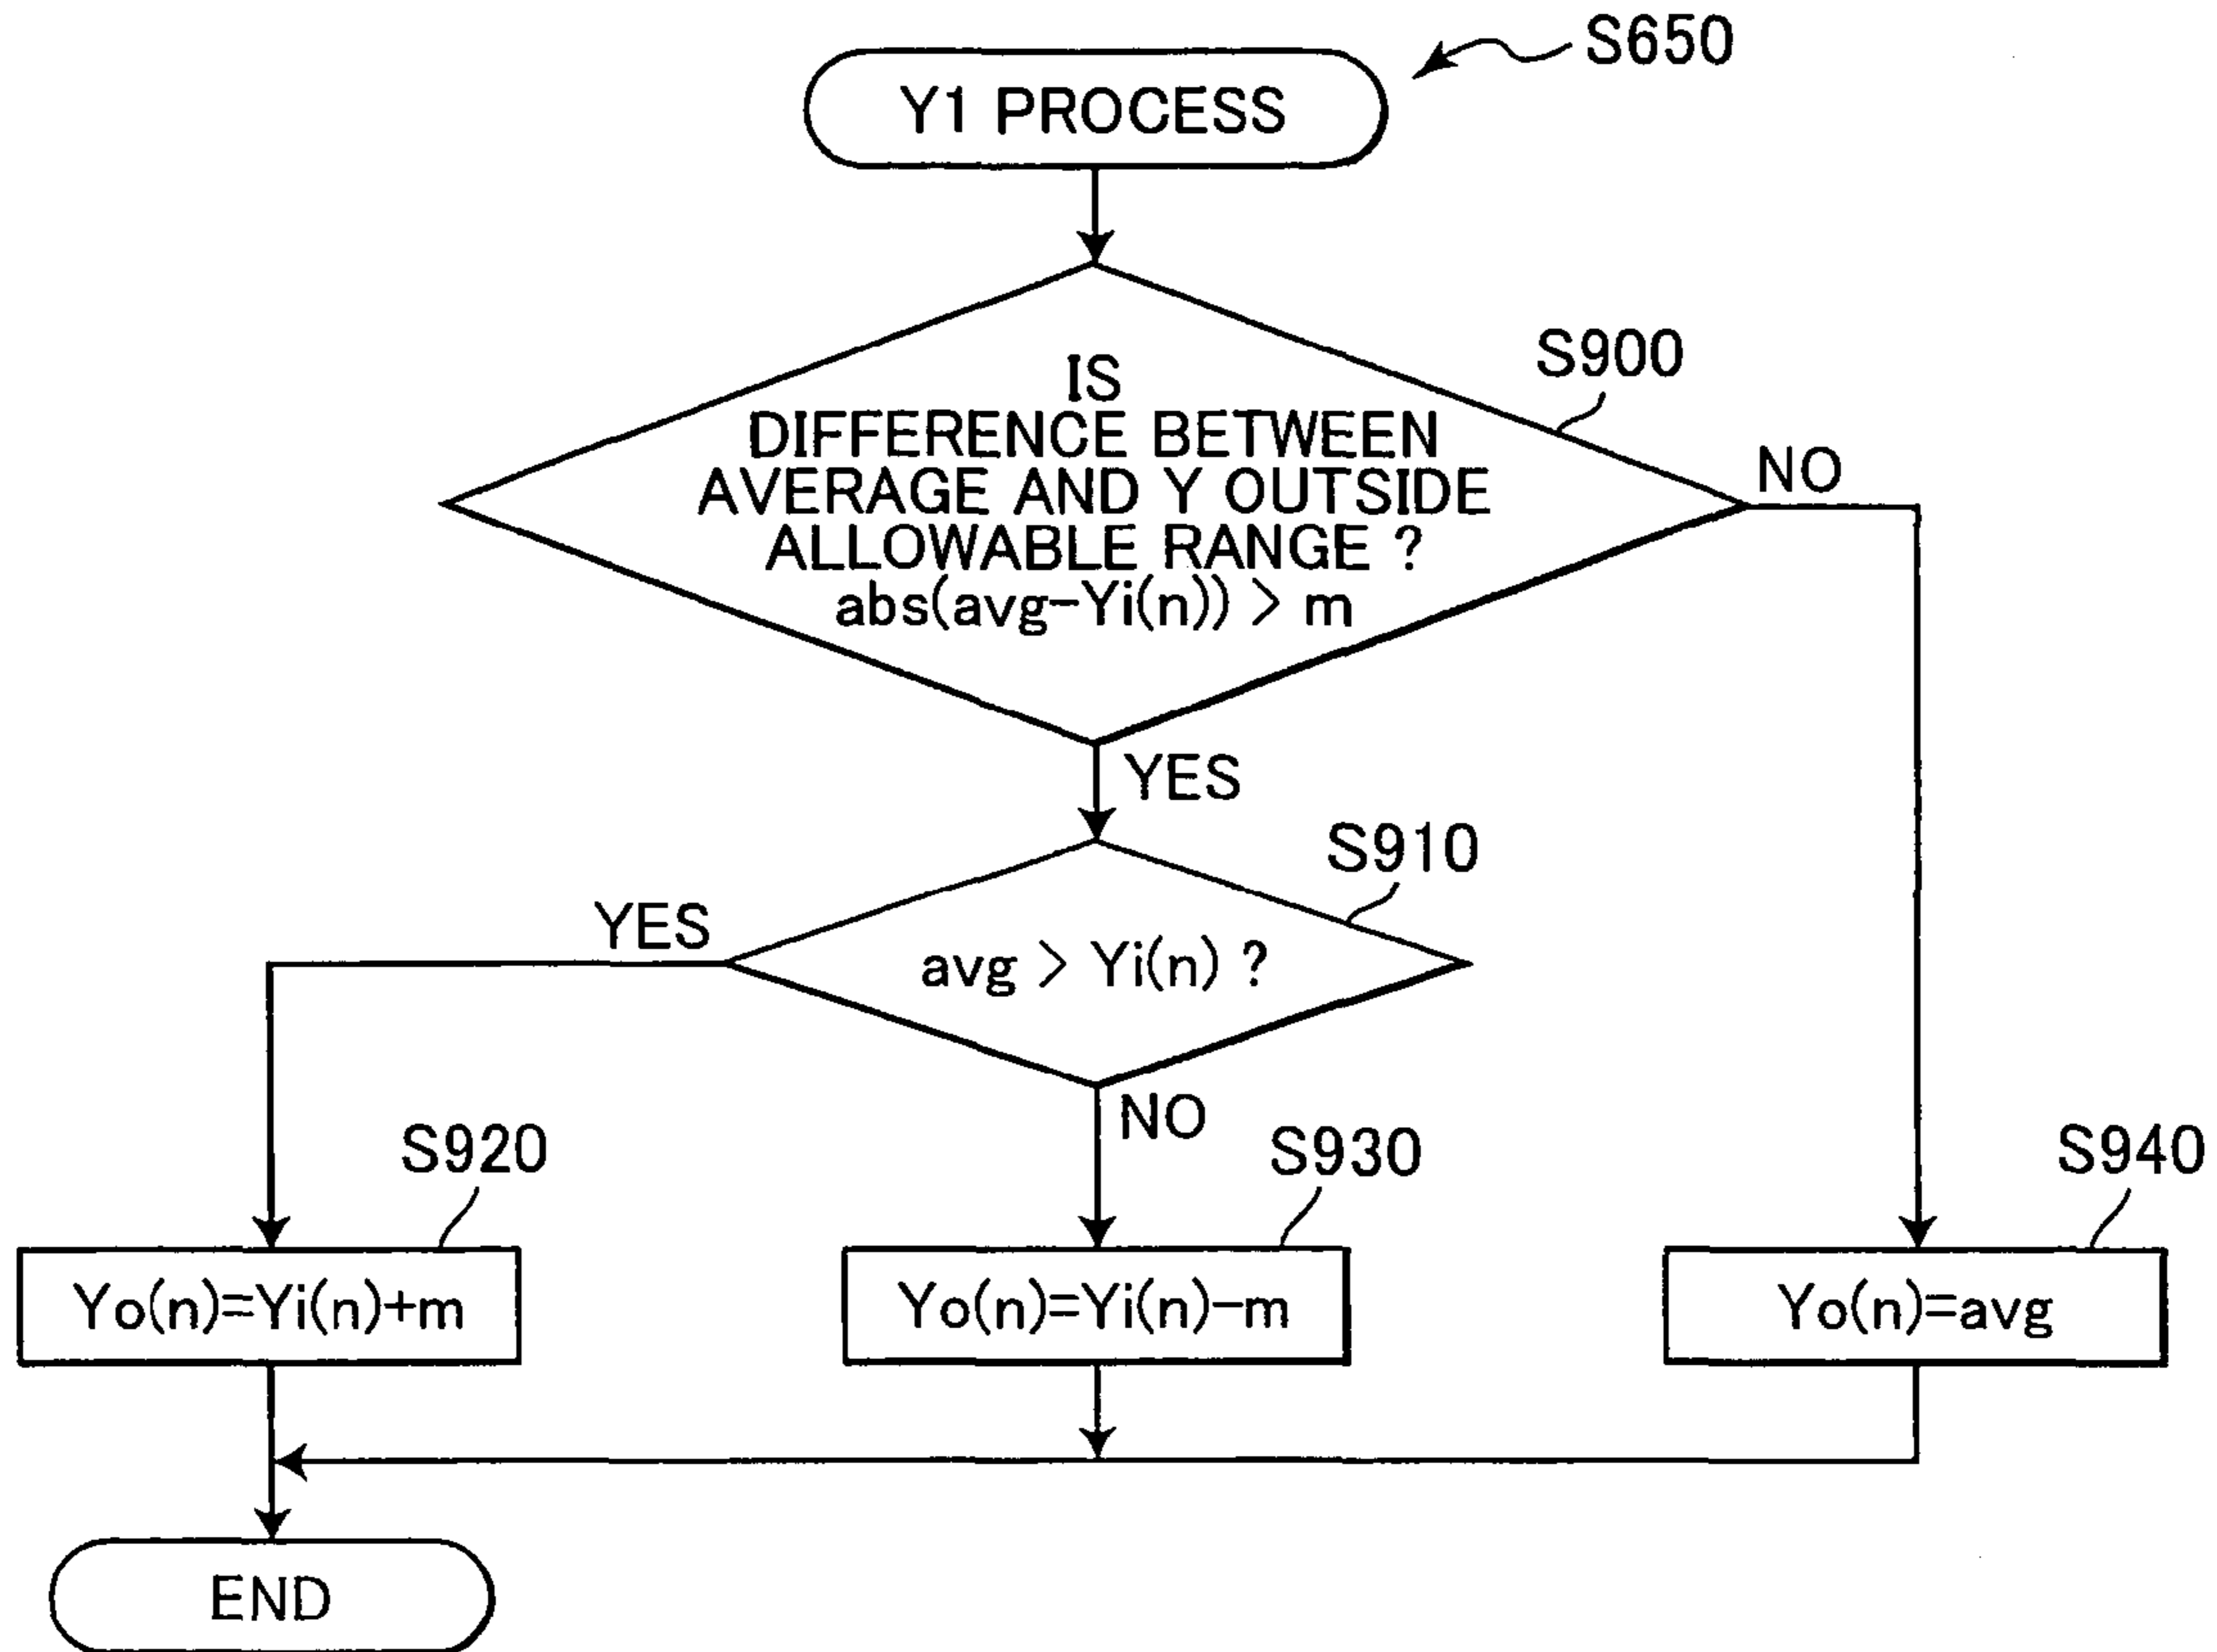 S650
Y1 PROCESS
S900
IS
DIFFERENCE BETWEEN
AVERAGE AND Y OUTSIDE
ALLOWABLE RANGE ?
abs(avg-Yi(n)) > m
NO
YES
S910
YES
avg > Yi(n) ?
NO
S920
S930
S940
Yo(n)=Yi(n)+m
Yo(n)=Yi(n)-m
Yo(n)=avg
END